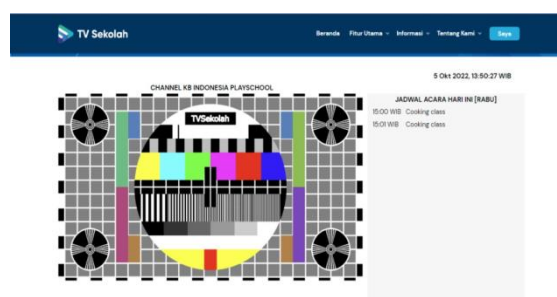 TV Sekolah
Beranda Fitur Utama Informasi Tentang Kami Saya
5 Okt 2022, 13:50:27 WIB
CHANNEL KB INDONESIA PLAYSCHOOL
TVSekolah
JADWAL ACARA HARI INI [RABU]
15:00 WIB Cooking class
15:01 WIB Cooking class